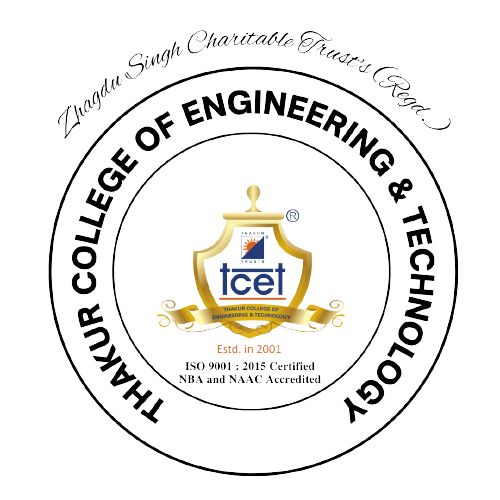 Zhagdu Singh Charitable Trust's (Regd.)
THAKUR COLLEGE OF ENGINEERING & TECHNOLOGY
®
THAKUR
TRUSTS
tcet
THAKUR COLLEGE OF
ENGINEERING & TECHNOLOGY
Estd. in 2001
ISO 9001 : 2015 Certified
NBA and NAAC Accredited